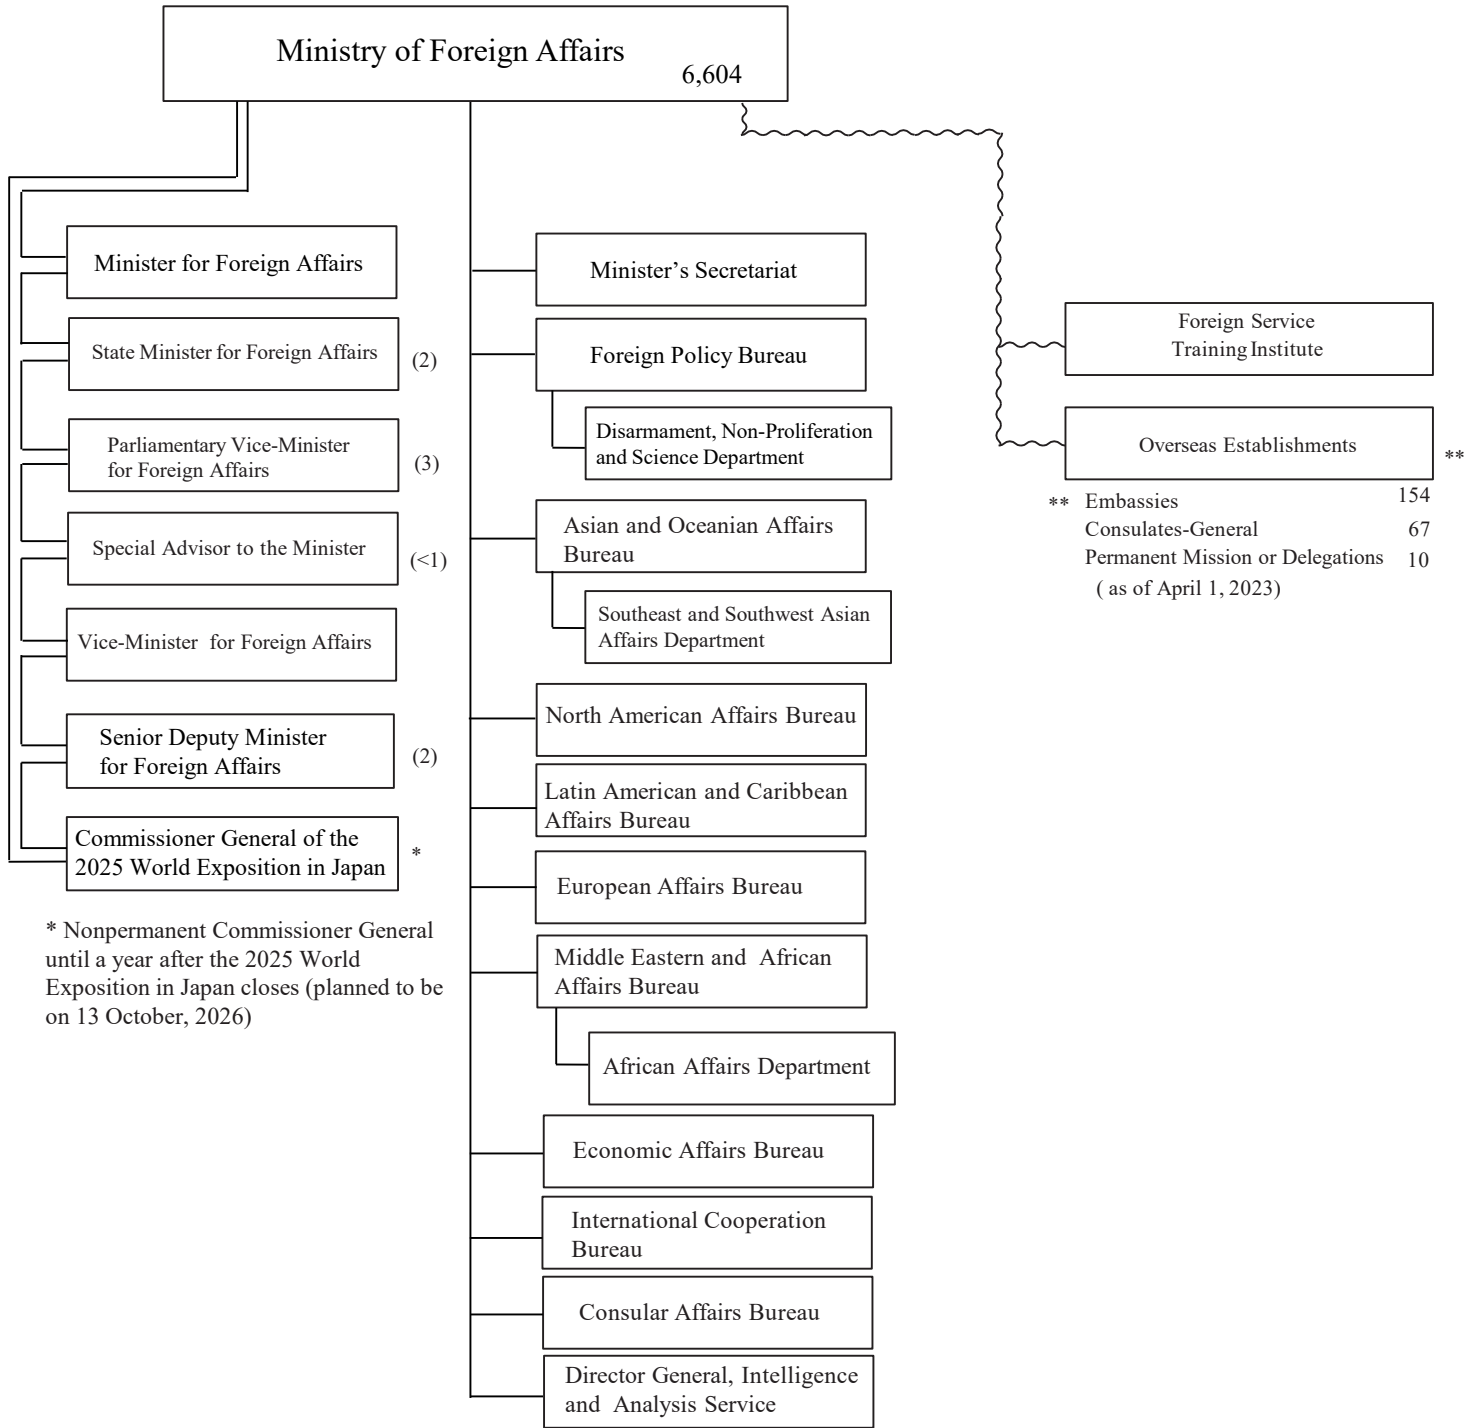 Ministry of Foreign Affairs
6,604
Minister for Foreign Affairs
State Minister for Foreign Affairs
(2)
Parliamentary Vice-Minister
for Foreign Affairs
(3)
Special Advisor to the Minister
(<1)
Vice-Minister for Foreign Affairs
Senior Deputy Minister
for Foreign Affairs
(2)
Commissioner General of the
2025 World Exposition in Japan
*
* Nonpermanent Commissioner General
until a year after the 2025 World
Exposition in Japan closes (planned to be
on 13 October, 2026)
Minister’s Secretariat
Foreign Policy Bureau
Disarmament, Non-Proliferation
and Science Department
Asian and Oceanian Affairs
Bureau
Southeast and Southwest Asian
Affairs Department
North American Affairs Bureau
Latin American and Caribbean
Affairs Bureau
European Affairs Bureau
Middle Eastern and African
Affairs Bureau
African Affairs Department
Economic Affairs Bureau
International Cooperation
Bureau
Consular Affairs Bureau
Director General, Intelligence
and Analysis Service
Foreign Service
Training Institute
Overseas Establishments
**
** Embassies 154
Consulates-General 67
Permanent Mission or Delegations 10
( as of April 1, 2023)